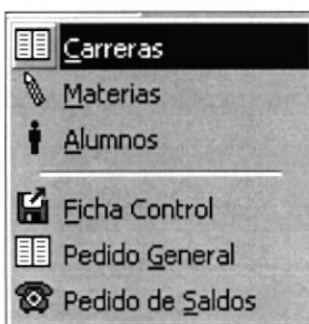 Carreras
Materias
Alumnos
Ficha Control
Pedido General
Pedido de Saldos